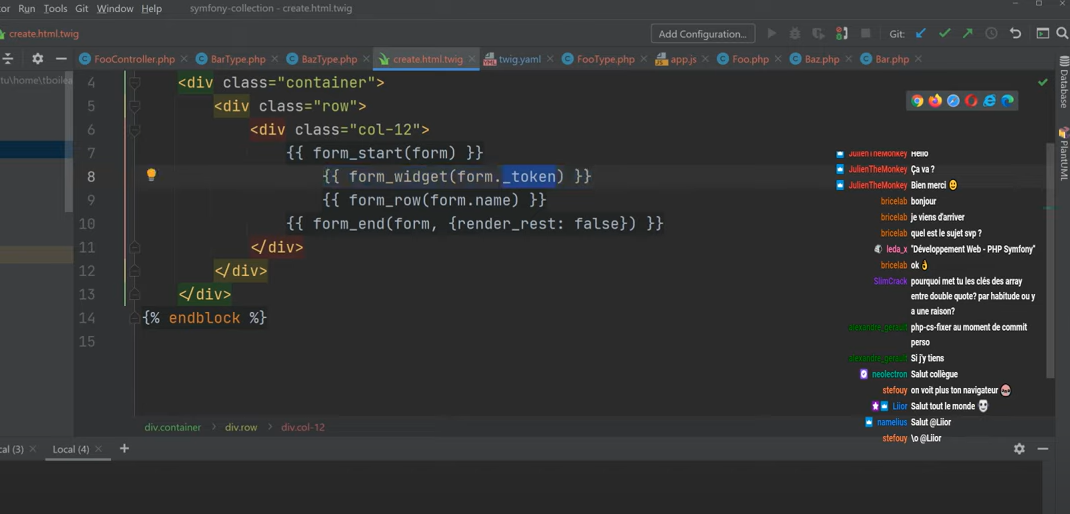 tor Run Tools Git Window Help symfony-collection - create.html.twig
create.html.twig Add Configuration... Git:
FooController.php BarType.php BazType.php create.html.twig twig.yaml FooType.php app.js Foo.php Baz.php Bar.php
4 <div class="container">
5 <div class="row">
6 <div class="col-12">
7 {{ form_start(form) }}
8 {{ form_widget(form._token) }}
9 {{ form_row(form.name) }}
10 {{ form_end(form, {render_rest: false}) }}
11 </div>
12 </div>
13 </div>
14 {% endblock %}
15
div.container > div.row > div.col-12
cal (3) Local (4) +
Database
PlantUML
JulienTheMonkey Hello
JulienTheMonkey Ça va ?
JulienTheMonkey Bien merci
bricelab bonjour
bricelab je viens d'arriver
bricelab quel est le sujet svp ?
leda_x "Développement Web - PHP Symfony"
bricelab ok
SlimCrack pourquoi met tu les clés des array
entre double quote? par habitude ou y
a une raison?
alexandre_gerault php-cs-fixer au moment de commit
perso
alexandre_gerault Si j'y tiens
neolectron Salut collègue
stefouy on voit plus ton navigateur
Liior Salut tout le monde
namelius Salut @Liior
stefouy \o @Liior